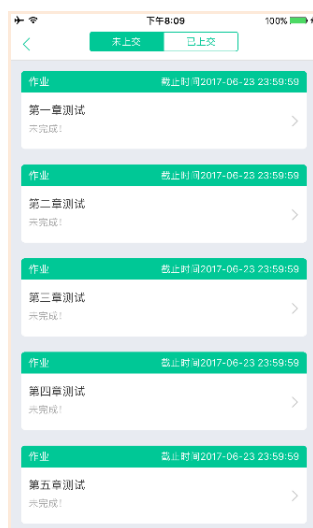 下午8:09 100%
未上交 已上交
作业 截止时间2017-06-23 23:59:59
第一章测试
未完成!
作业 截止时间2017-06-23 23:59:59
第二章测试
未完成!
作业 截止时间2017-06-23 23:59:59
第三章测试
未完成!
作业 截止时间2017-06-23 23:59:59
第四章测试
未完成!
作业 截止时间2017-06-23 23:59:59
第五章测试
未完成!